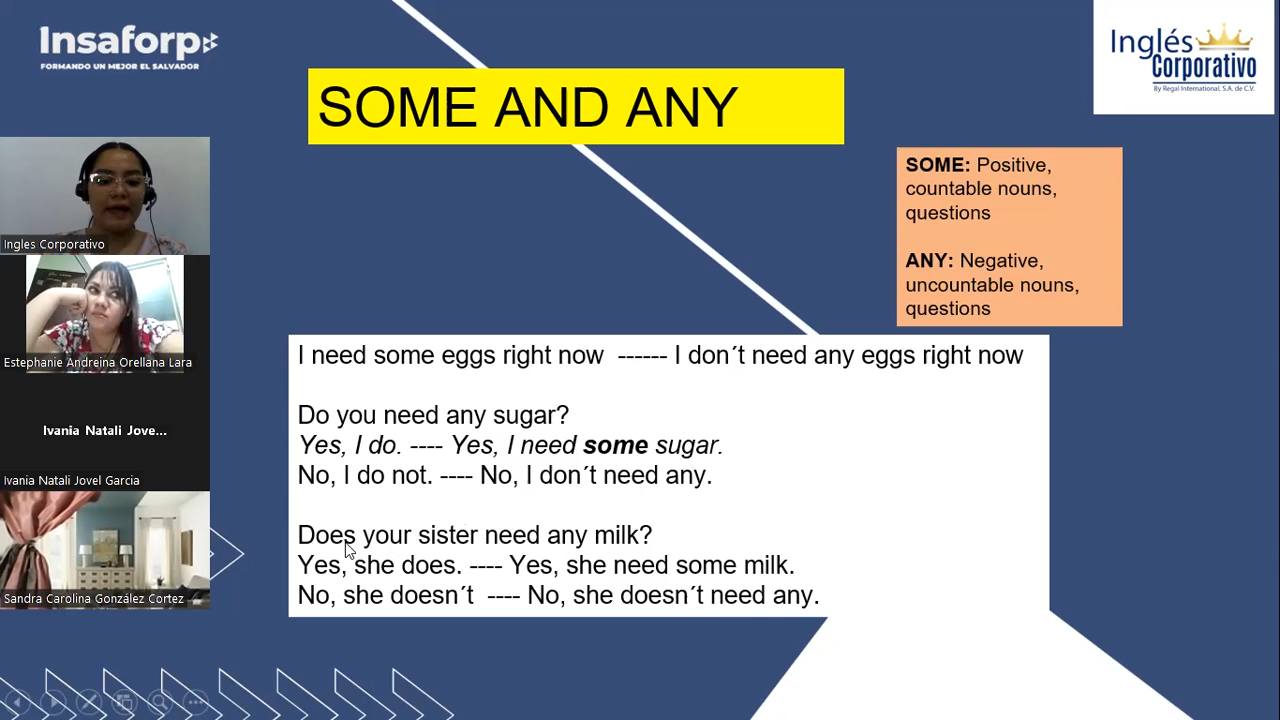 Insaforp
FORMANDO UN MEJOR EL SALVADOR
Inglés
Corporativo
By Regal International, S.A. de C.V.
SOME AND ANY
SOME: Positive,
countable nouns,
questions
ANY: Negative,
uncountable nouns,
questions
Ingles Corporativo
Estephanie Andreina Orellana Lara
Ivania Natali Jove...
Ivania Natali Jovel Garcia
Sandra Carolina González Cortez
I need some eggs right now ------ I don´t need any eggs right now
Do you need any sugar?
Yes, I do. ---- Yes, I need some sugar.
No, I do not. ---- No, I don´t need any.
Does your sister need any milk?
Yes, she does. ---- Yes, she need some milk.
No, she doesn´t ---- No, she doesn´t need any.